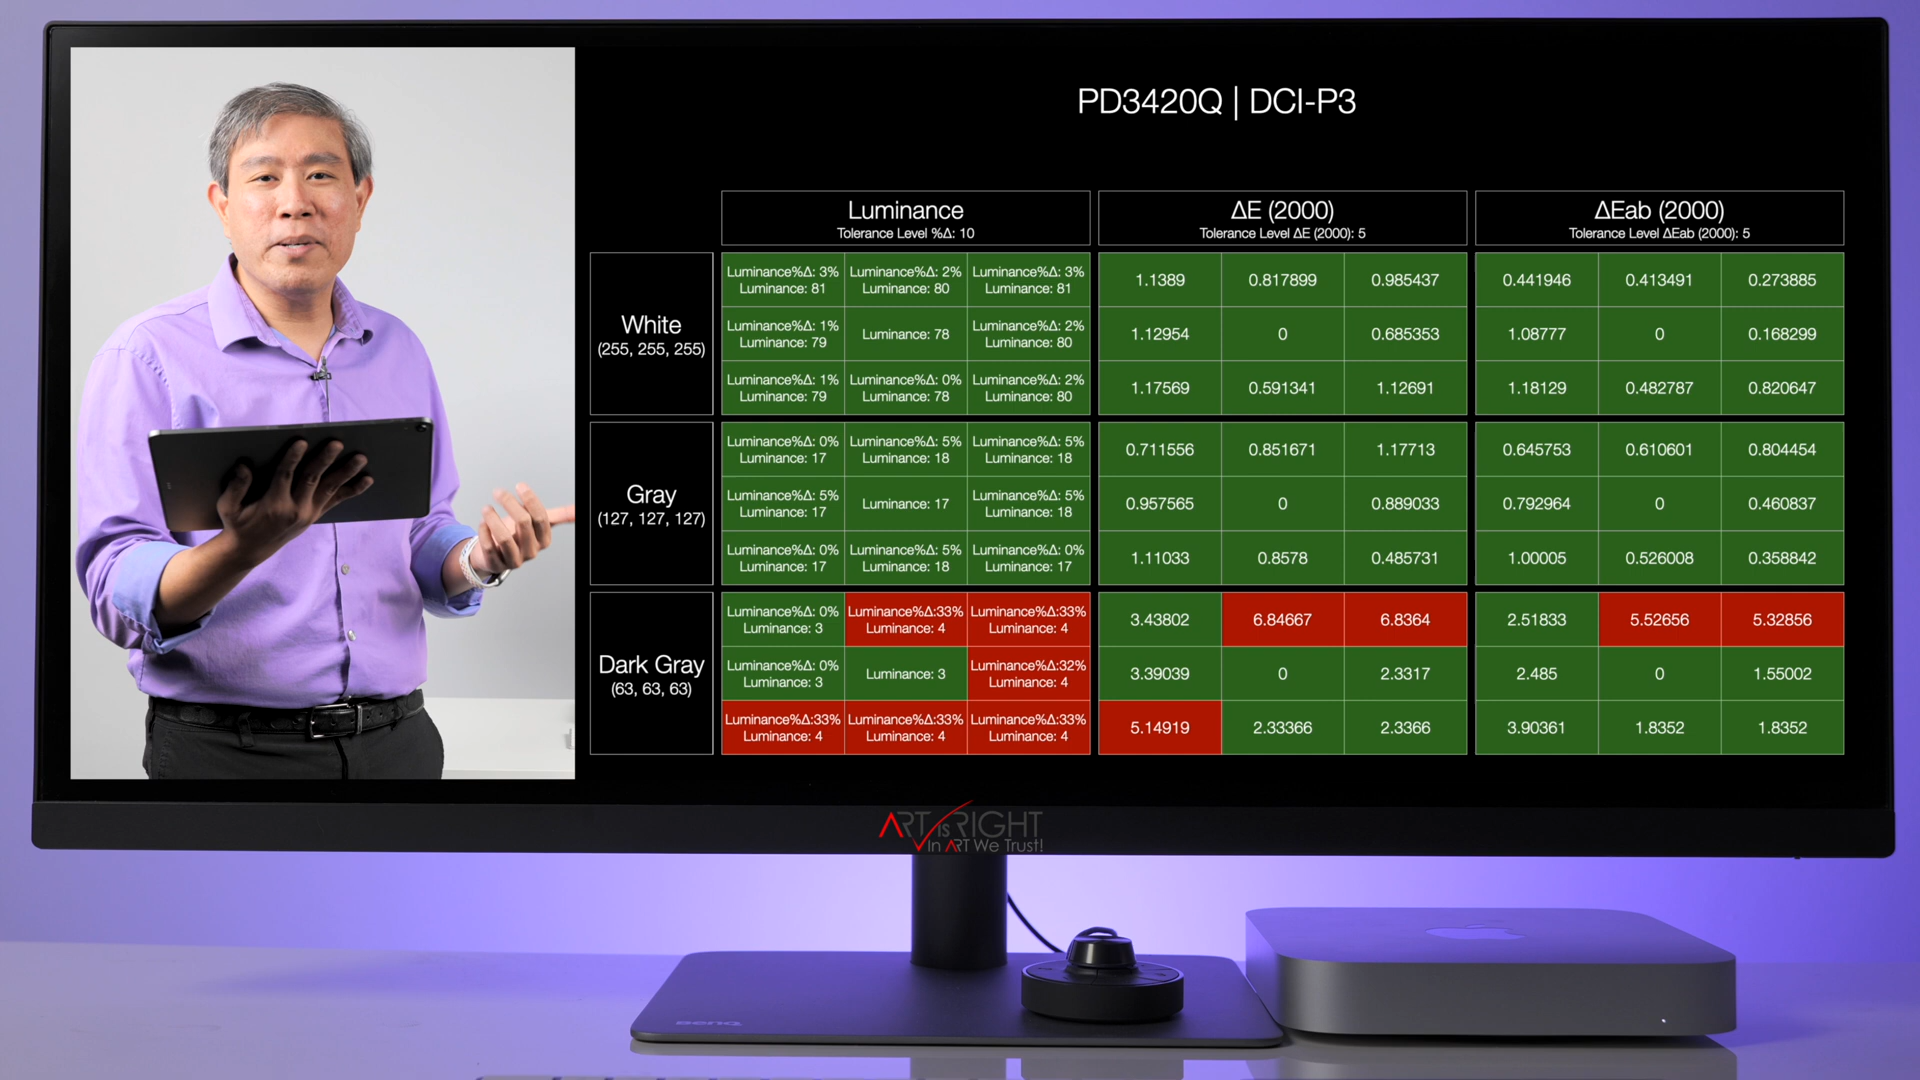 PD3420Q | DCI-P3
Luminance
Tolerance Level %Δ: 10
ΔE (2000)
Tolerance Level ΔE (2000): 5
ΔEab (2000)
Tolerance Level ΔEab (2000): 5
White
(255, 255, 255)
Luminance%Δ: 3%
Luminance: 81
Luminance%Δ: 2%
Luminance: 80
Luminance%Δ: 3%
Luminance: 81
1.1389
0.817899
0.985437
0.441946
0.413491
0.273885
Luminance%Δ: 1%
Luminance: 79
Luminance: 78
Luminance%Δ: 2%
Luminance: 80
1.12954
0
0.685353
1.08777
0
0.168299
Luminance%Δ: 1%
Luminance: 79
Luminance%Δ: 0%
Luminance: 78
Luminance%Δ: 2%
Luminance: 80
1.17569
0.591341
1.12691
1.18129
0.482787
0.820647
Gray
(127, 127, 127)
Luminance%Δ: 0%
Luminance: 17
Luminance%Δ: 5%
Luminance: 18
Luminance%Δ: 5%
Luminance: 18
0.711556
0.851671
1.17713
0.645753
0.610601
0.804454
Luminance%Δ: 5%
Luminance: 17
Luminance: 17
Luminance%Δ: 5%
Luminance: 18
0.957565
0
0.889033
0.792964
0
0.460837
Luminance%Δ: 0%
Luminance: 17
Luminance%Δ: 5%
Luminance: 18
Luminance%Δ: 0%
Luminance: 17
1.11033
0.8578
0.485731
1.00005
0.526008
0.358842
Dark Gray
(63, 63, 63)
Luminance%Δ: 0%
Luminance: 3
Luminance%Δ:33%
Luminance: 4
Luminance%Δ:33%
Luminance: 4
3.43802
6.84667
6.8364
2.51833
5.52656
5.32856
Luminance%Δ: 0%
Luminance: 3
Luminance: 3
Luminance%Δ:32%
Luminance: 4
3.39039
0
2.3317
2.485
0
1.55002
Luminance%Δ:33%
Luminance: 4
Luminance%Δ:33%
Luminance: 4
Luminance%Δ:33%
Luminance: 4
5.14919
2.33366
2.3366
3.90361
1.8352
1.8352
ART is RIGHT
In ART We Trust!
BenQ